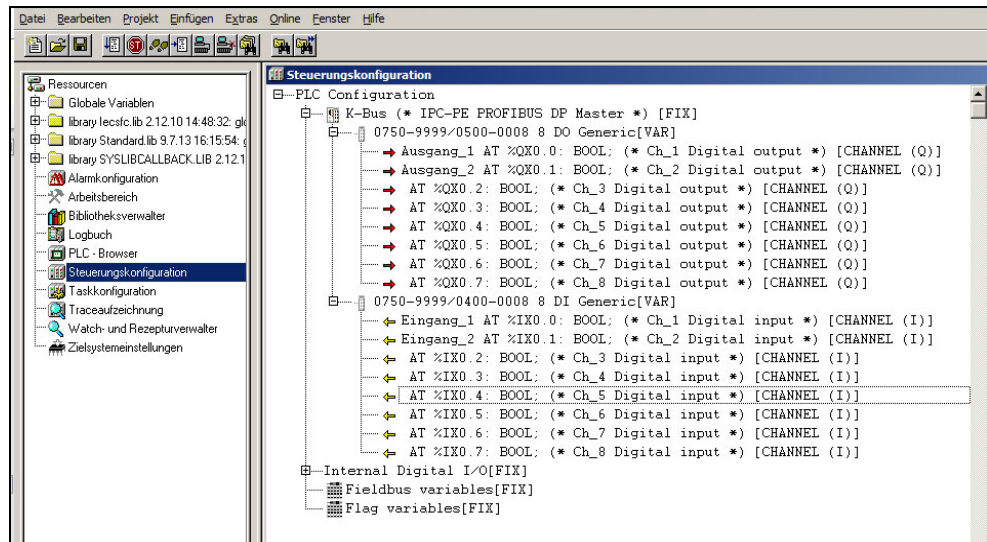 Datei Bearbeiten Projekt Einfügen Extras Online Fenster Hilfe
Ressourcen
Globale Variablen
library Iecsfc.lib 2.12.10 14:48:32: glo
library Standard.lib 9.7.13 16:15:54: g
library SYSLIBCALLBACK.LIB 2.12.1
Alarmkonfiguration
Arbeitsbereich
Bibliotheksverwalter
Logbuch
PLC - Browser
Steuerungskonfiguration
Taskkonfiguration
Traceaufzeichnung
Watch- und Rezepturverwalter
Zielsystemeinstellungen
Steuerungskonfiguration
PLC Configuration
K-Bus (* IPC-PE PROFIBUS DP Master *) [FIX]
0750-9999/0500-0008 8 DO Generic[VAR]
Ausgang_1 AT %QX0.0: BOOL; (* Ch_1 Digital output *) [CHANNEL (Q)]
Ausgang_2 AT %QX0.1: BOOL; (* Ch_2 Digital output *) [CHANNEL (Q)]
AT %QX0.2: BOOL; (* Ch_3 Digital output *) [CHANNEL (Q)]
AT %QX0.3: BOOL; (* Ch_4 Digital output *) [CHANNEL (Q)]
AT %QX0.4: BOOL; (* Ch_5 Digital output *) [CHANNEL (Q)]
AT %QX0.5: BOOL; (* Ch_6 Digital output *) [CHANNEL (Q)]
AT %QX0.6: BOOL; (* Ch_7 Digital output *) [CHANNEL (Q)]
AT %QX0.7: BOOL; (* Ch_8 Digital output *) [CHANNEL (Q)]
0750-9999/0400-0008 8 DI Generic[VAR]
Eingang_1 AT %IX0.0: BOOL; (* Ch_1 Digital input *) [CHANNEL (I)]
Eingang_2 AT %IX0.1: BOOL; (* Ch_2 Digital input *) [CHANNEL (I)]
AT %IX0.2: BOOL; (* Ch_3 Digital input *) [CHANNEL (I)]
AT %IX0.3: BOOL; (* Ch_4 Digital input *) [CHANNEL (I)]
AT %IX0.4: BOOL; (* Ch_5 Digital input *) [CHANNEL (I)]
AT %IX0.5: BOOL; (* Ch_6 Digital input *) [CHANNEL (I)]
AT %IX0.6: BOOL; (* Ch_7 Digital input *) [CHANNEL (I)]
AT %IX0.7: BOOL; (* Ch_8 Digital input *) [CHANNEL (I)]
Internal Digital I/O[FIX]
Fieldbus variables[FIX]
Flag variables[FIX]